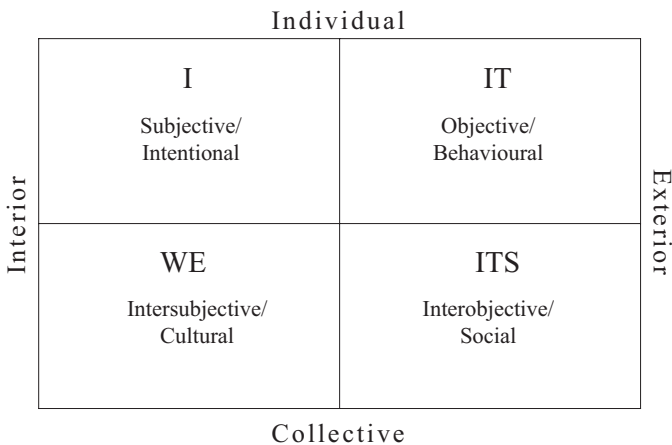 Individual
I
Subjective/
Intentional
IT
Objective/
Behavioural
Interior
Exterior
WE
Intersubjective/
Cultural
ITS
Interobjective/
Social
Collective